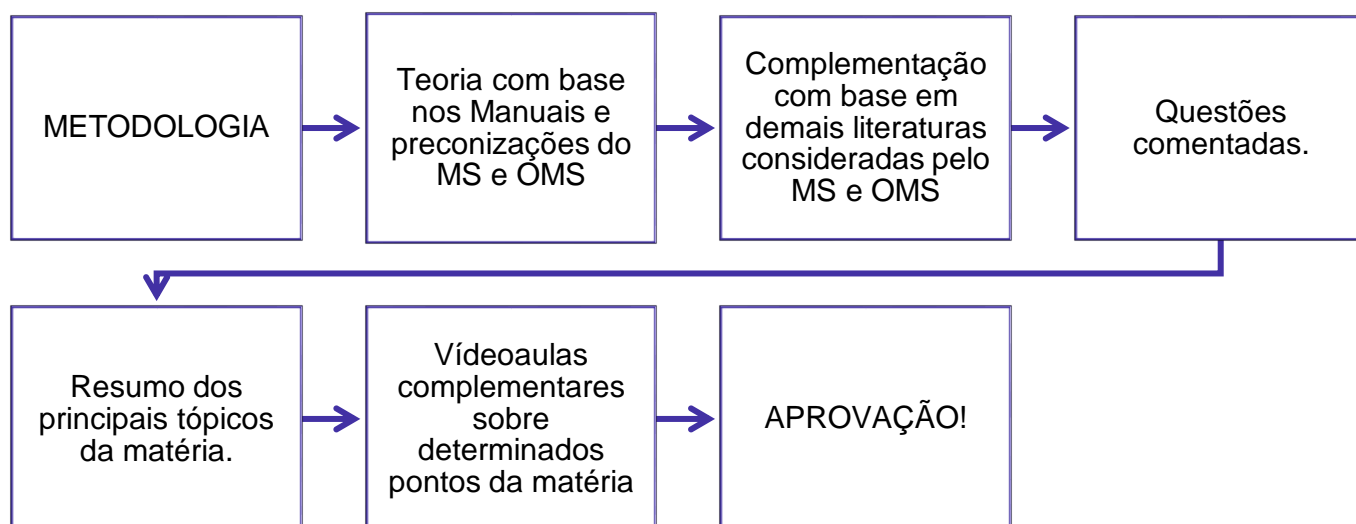 METODOLOGIA
Teoria com base
nos Manuais e
preconizações do
MS e OMS
Complementação
com base em
demais literaturas
consideradas pelo
MS e OMS
Questões
comentadas.
Resumo dos
principais tópicos
da matéria.
Vídeoaulas
complementares
sobre
determinados
pontos da matéria
APROVAÇÃO!